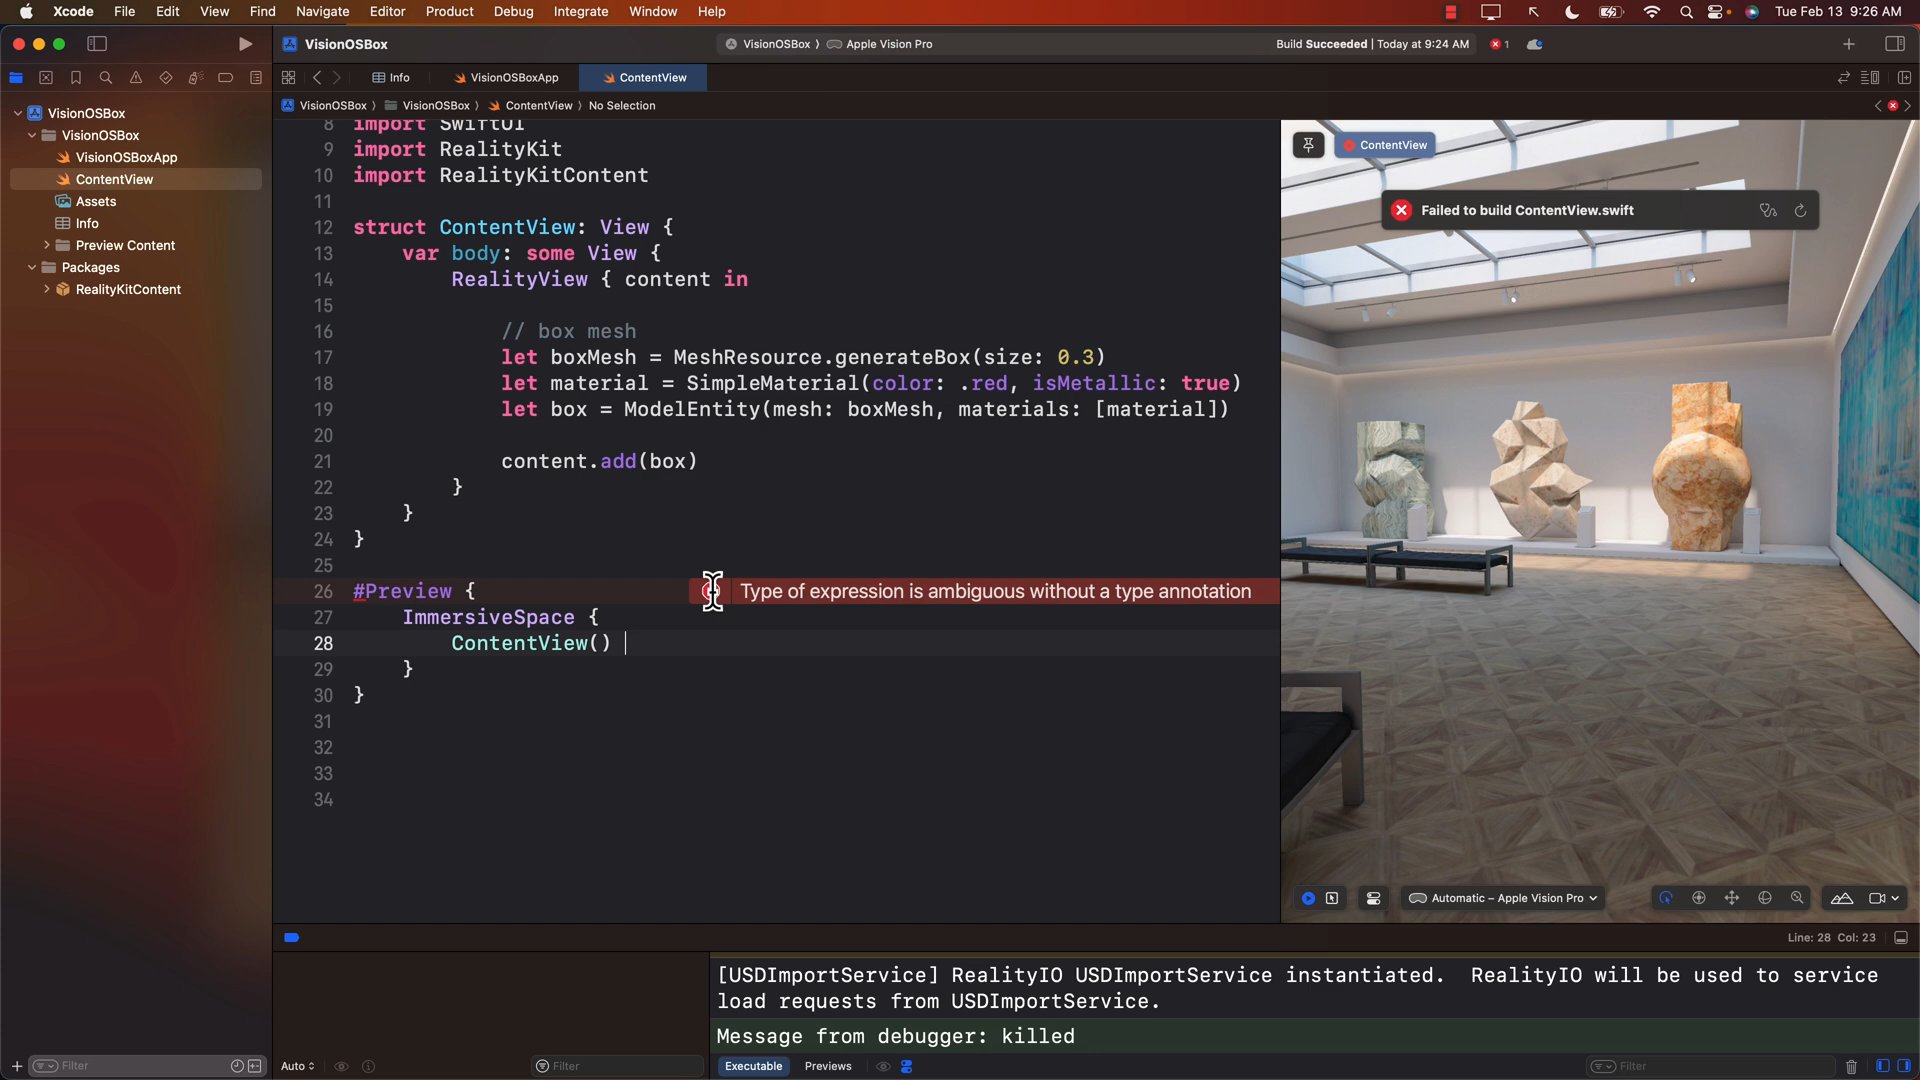 Xcode File Edit View Find Navigate Editor Product Debug Integrate Window Help Tue Feb 13 9:26 AM
VisionOSBox VisionOSBox Apple Vision Pro Build Succeeded | Today at 9:24 AM 1
Info VisionOSBoxApp ContentView
VisionOSBox VisionOSBox ContentView No Selection
VisionOSBox
VisionOSBox
VisionOSBoxApp
ContentView
Assets
Info
Preview Content
Packages
RealityKitContent
8 import SwiftUI
9 import RealityKit
10 import RealityKitContent
11
12 struct ContentView: View {
13 var body: some View {
14 RealityView { content in
15
16 // box mesh
17 let boxMesh = MeshResource.generateBox(size: 0.3)
18 let material = SimpleMaterial(color: .red, isMetallic: true)
19 let box = ModelEntity(mesh: boxMesh, materials: [material])
20
21 content.add(box)
22 }
23 }
24 }
25
26 #Preview { Type of expression is ambiguous without a type annotation
27 ImmersiveSpace {
28 ContentView()
29 }
30 }
31
32
33
34
ContentView
Failed to build ContentView.swift
Automatic – Apple Vision Pro
Line: 28 Col: 23
[USDImportService] RealityIO USDImportService instantiated. RealityIO will be used to service
load requests from USDImportService.
Message from debugger: killed
Filter Auto Filter Executable Previews Filter